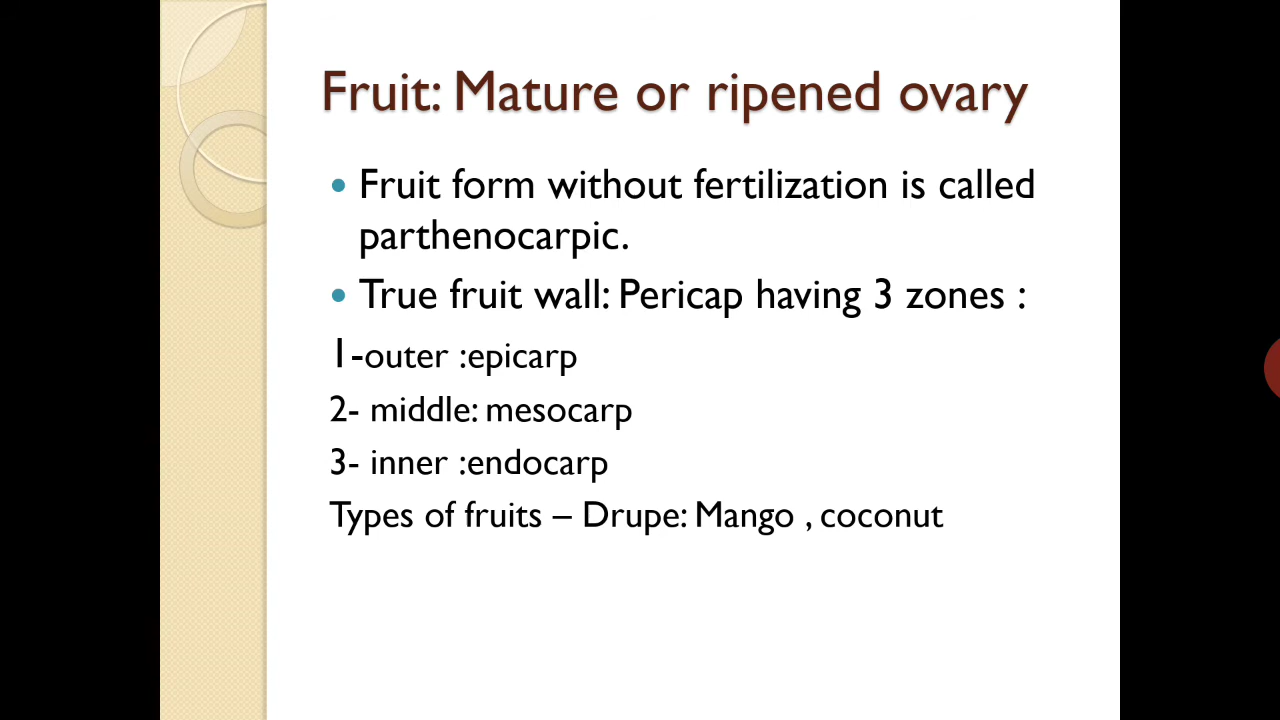 Fruit: Mature or ripened ovary
• Fruit form without fertilization is called
parthenocarpic.
• True fruit wall: Pericap having 3 zones :
1-outer :epicarp
2- middle: mesocarp
3- inner :endocarp
Types of fruits – Drupe: Mango , coconut